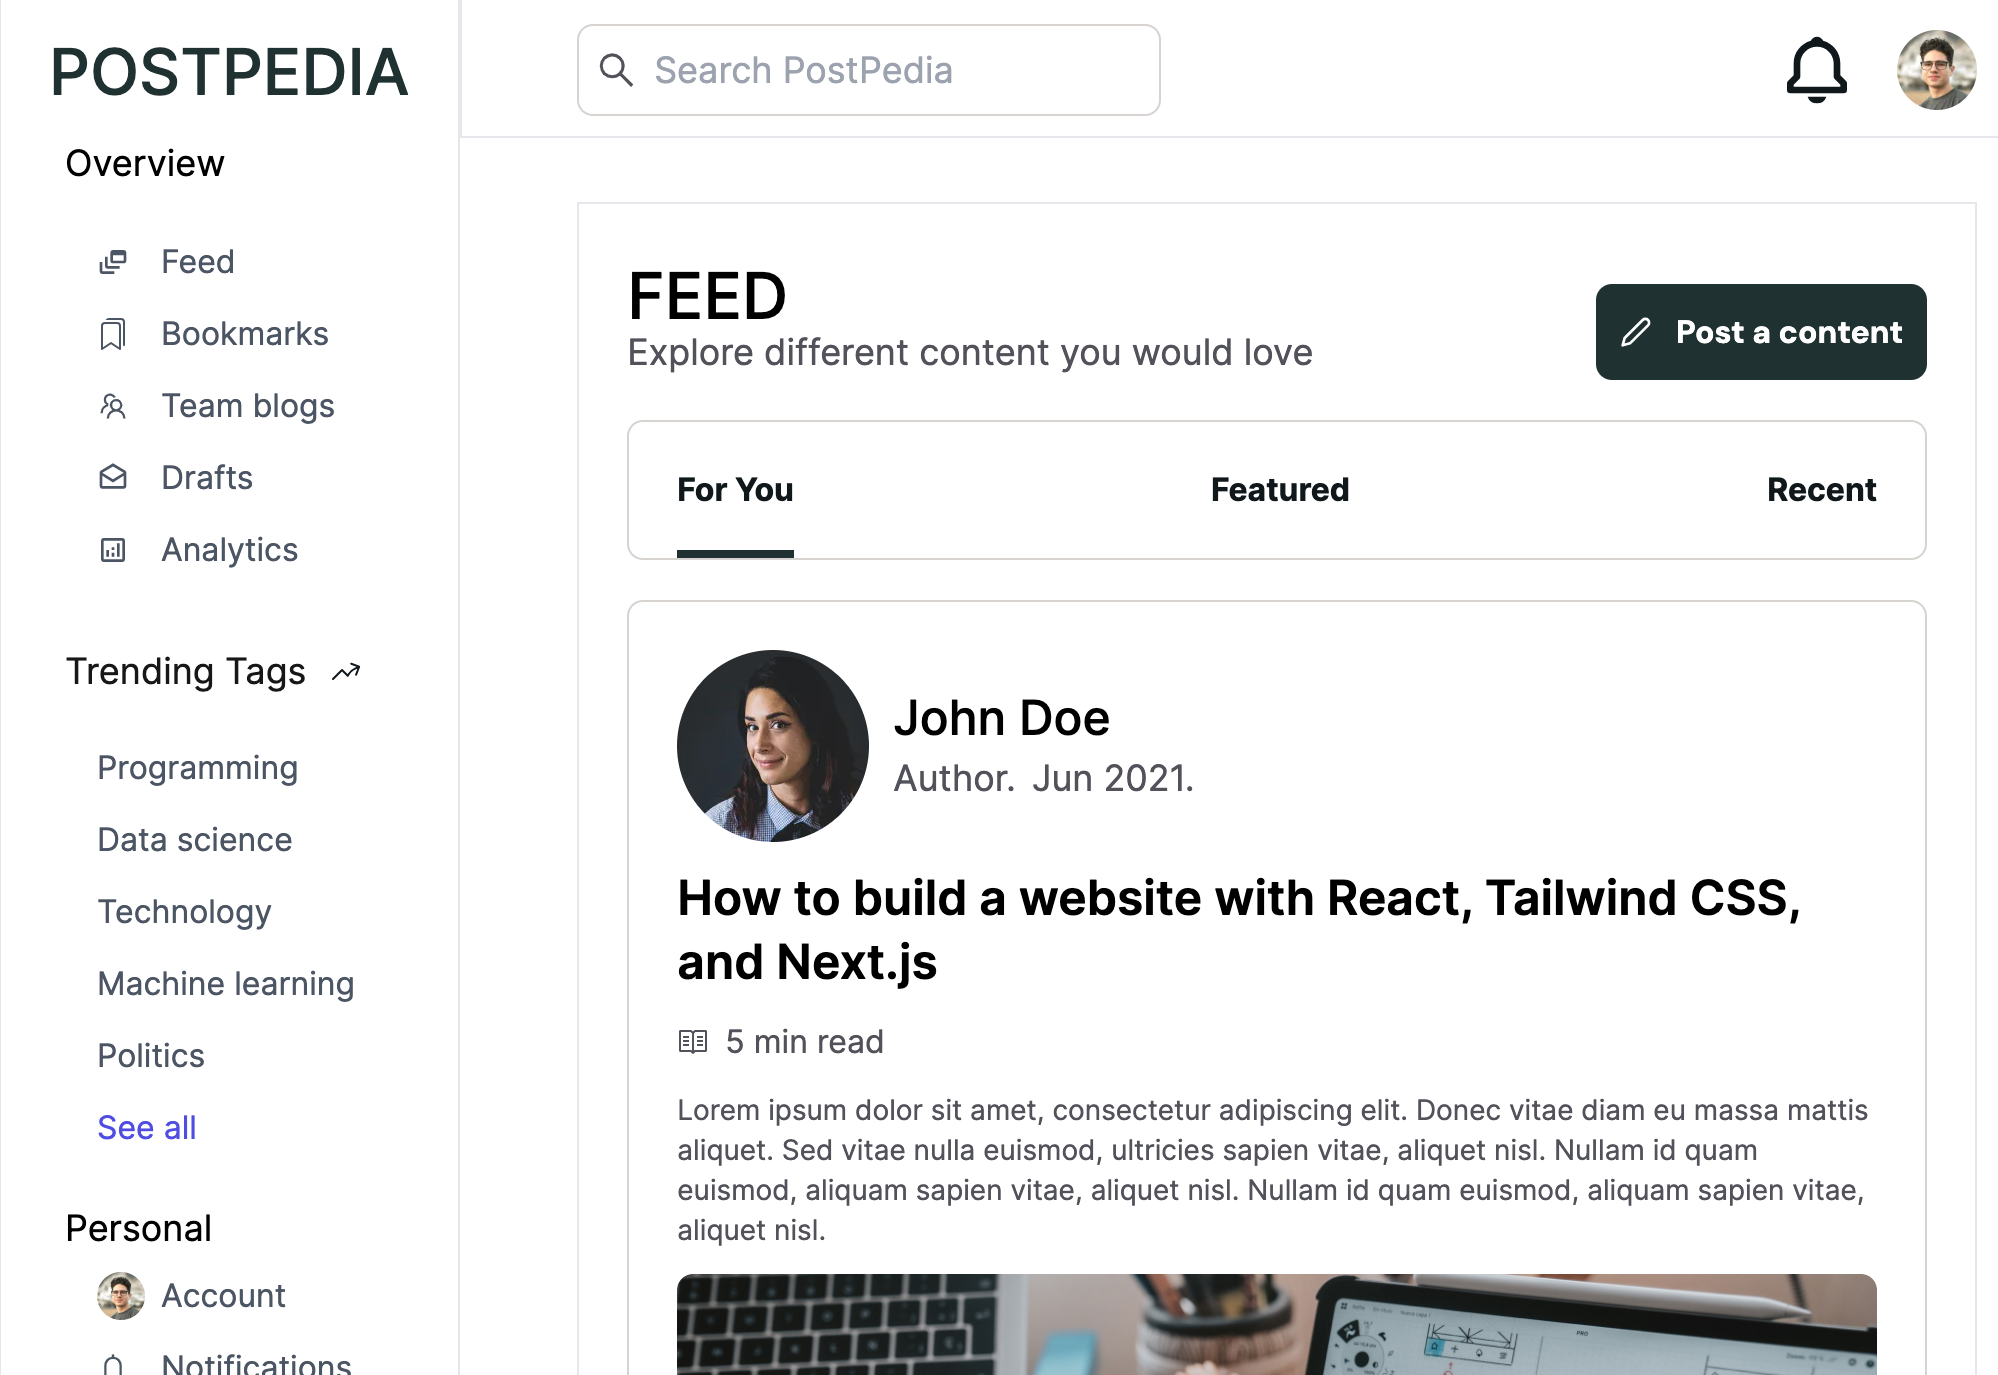 POSTPEDIA
Search PostPedia
Overview
Feed
Bookmarks
Team blogs
Drafts
Analytics
Trending Tags
Programming
Data science
Technology
Machine learning
Politics
See all
Personal
Account
Notifications
FEED
Explore different content you would love
Post a content
For You
Featured
Recent
John Doe
Author. Jun 2021.
How to build a website with React, Tailwind CSS,
and Next.js
5 min read
Lorem ipsum dolor sit amet, consectetur adipiscing elit. Donec vitae diam eu massa mattis
aliquet. Sed vitae nulla euismod, ultricies sapien vitae, aliquet nisl. Nullam id quam
euismod, aliquam sapien vitae, aliquet nisl. Nullam id quam euismod, aliquam sapien vitae,
aliquet nisl.
PRO